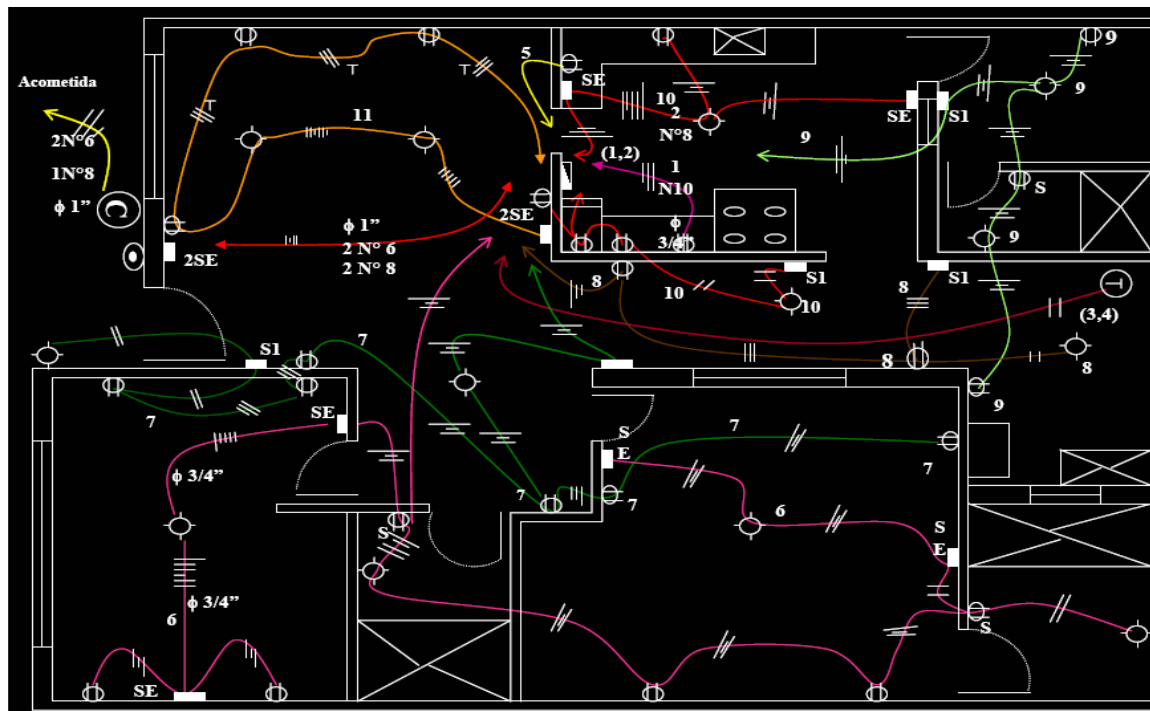 5
9
Acometida
SE
10
2
N°8
9
11
SE
S1
2N°6
(1,2)
9
1N°8
1
N10
S
ϕ 1”
C
2SE
ϕ 1”
2 N° 6
2 N° 8
ϕ
3/4”
9
2SE
8
10
S1
10
8
S1
T
(3,4)
7
S1
8
8
7
SE
9
S
E
7
7
ϕ 3/4”
7
7
S
6
S
E
ϕ 3/4”
6
S
SE